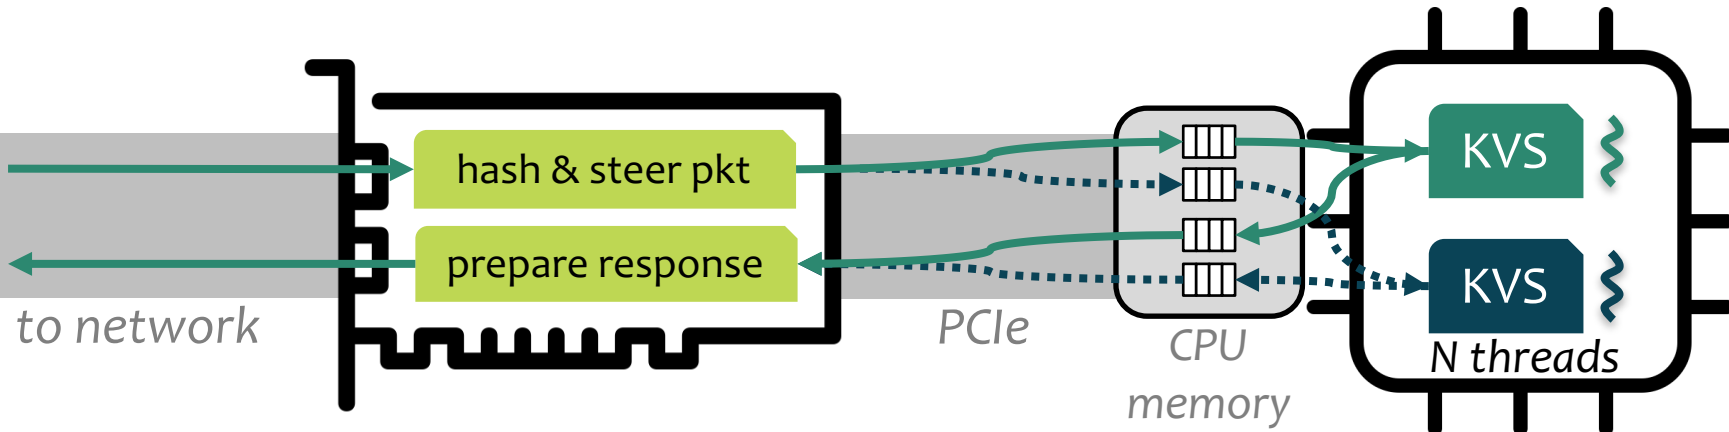 hash & steer pkt
prepare response
to network
PCIe
CPU
memory
KVS
KVS
N threads